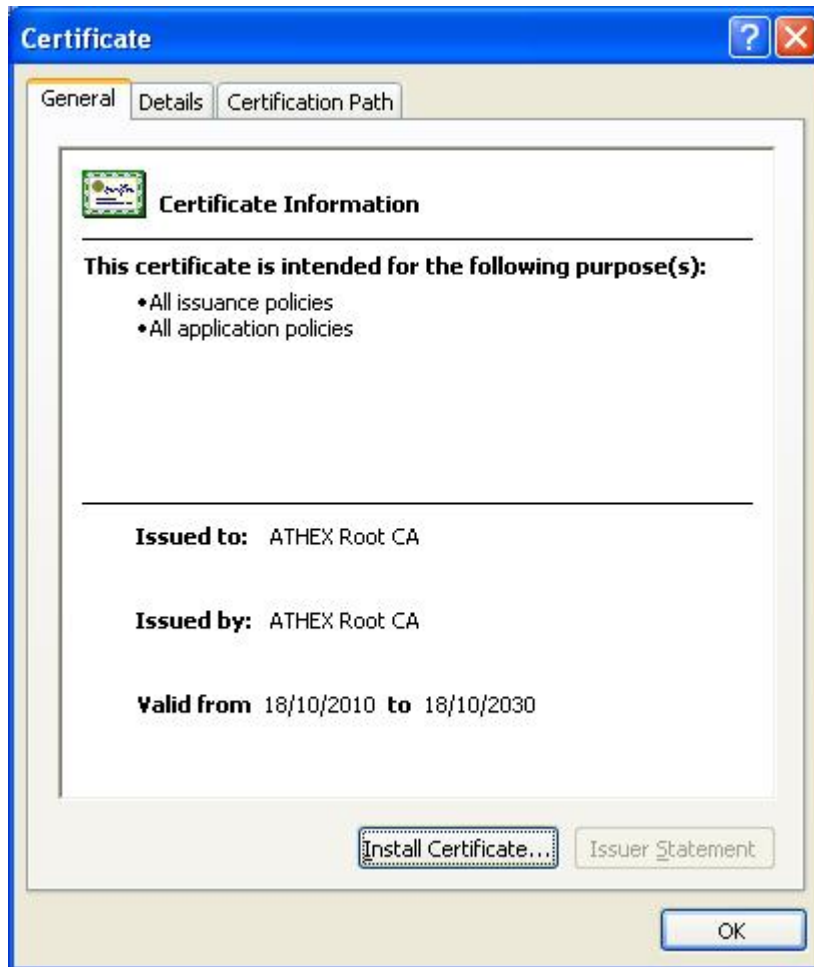 Certificate
General Details Certification Path
Certificate Information
This certificate is intended for the following purpose(s):
•All issuance policies
•All application policies
Issued to: ATHEX Root CA
Issued by: ATHEX Root CA
Valid from 18/10/2010 to 18/10/2030
Install Certificate... Issuer Statement
OK